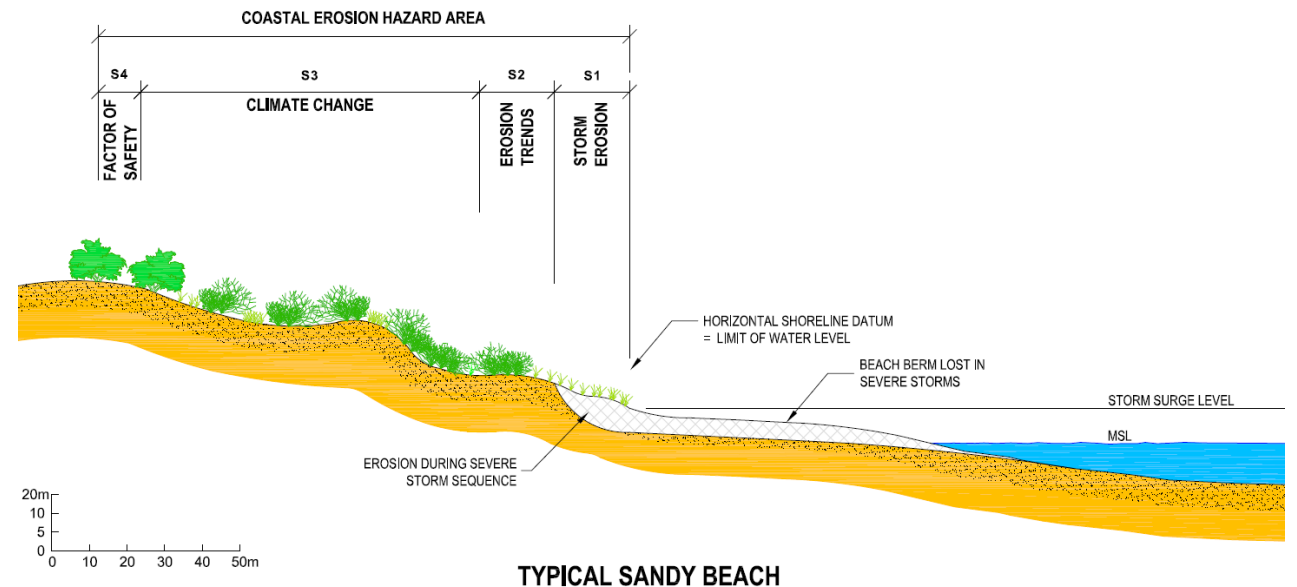 COASTAL EROSION HAZARD AREA
S4
S3
S2
S1
FACTOR OF
SAFETY
CLIMATE CHANGE
EROSION
TRENDS
STORM
EROSION
HORIZONTAL SHORELINE DATUM
= LIMIT OF WATER LEVEL
BEACH BERM LOST IN
SEVERE STORMS
STORM SURGE LEVEL
MSL
EROSION DURING SEVERE
STORM SEQUENCE
20m
10
5
0
0 10 20 30 40 50m
TYPICAL SANDY BEACH